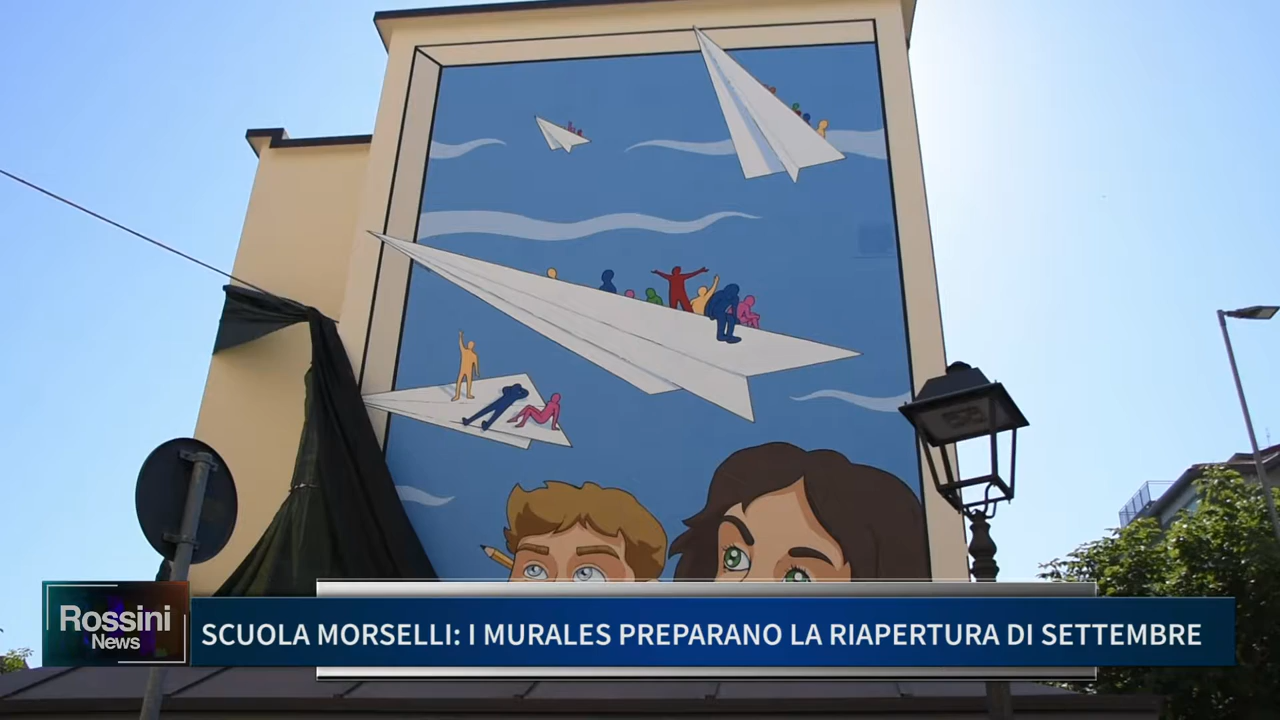 Rossini
News
SCUOLA MORSELLI: I MURALES PREPARANO LA RIAPERTURA DI SETTEMBRE